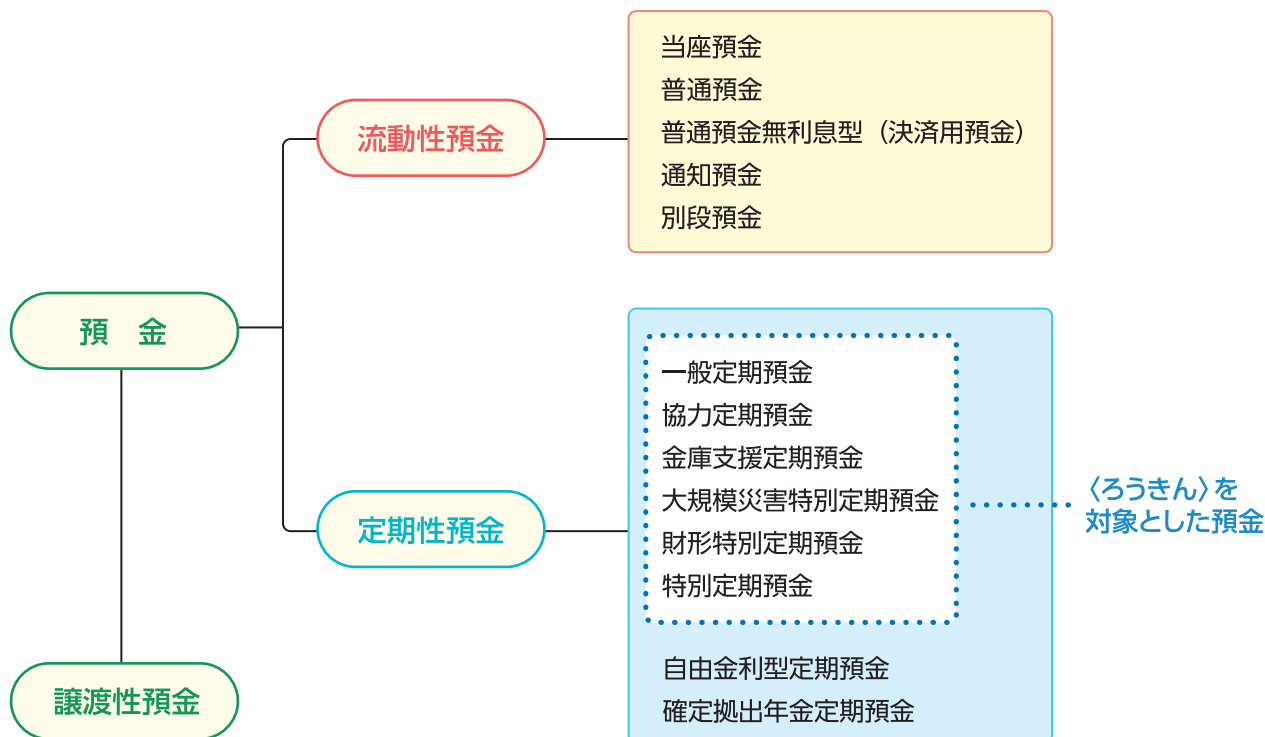 当座預金
普通預金
普通預金無利息型（決済用預金）
通知預金
別段預金
流動性預金
預　金
一般定期預金
協力定期預金
金庫支援定期預金
大規模災害特別定期預金
財形特別定期預金
特別定期預金
〈ろうきん〉を
対象とした預金
定期性預金
自由金利型定期預金
確定拠出年金定期預金
譲渡性預金